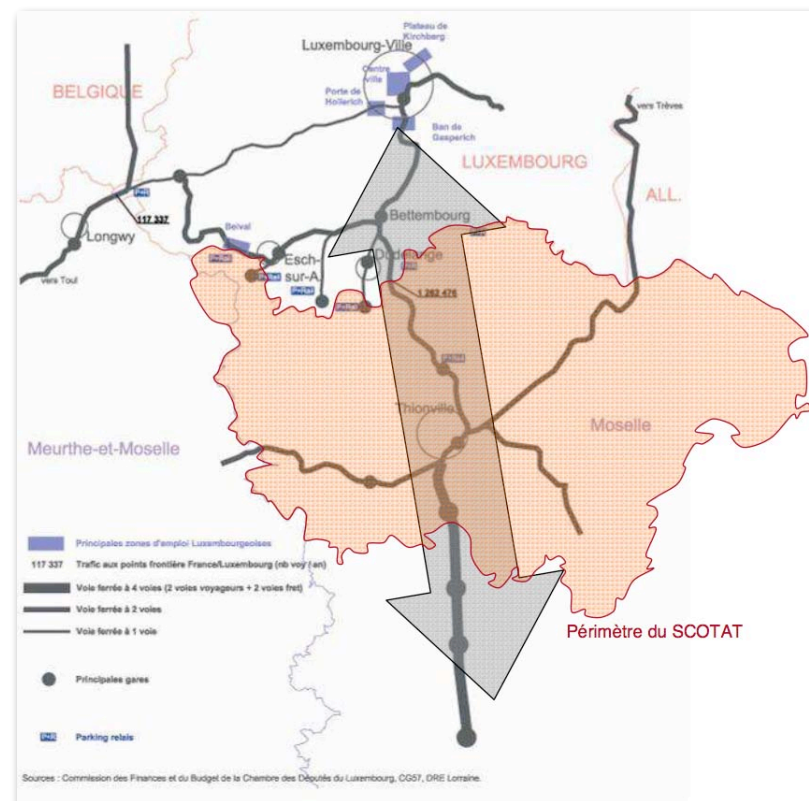 Plateau de
Kirchberg
Luxembourg-Ville
Centre
ville
BELGIQUE
Porte de
Hollerich
vers Trèves
Ban de
Gasperich
LUXEMBOURG
P+R
ALL.
117 337
Bettembourg
Longwy
Belval
Esch-
sur-A.
Dudelange
P+R
vers Toul
1 262 476
Thionville
Moselle
Meurthe-et-Moselle
Principales zones d'emploi Luxembourgeoises
117 337 Trafic aux points frontière France/Luxembourg (nb voy / an)
Voie ferrée à 4 voies (2 voies voyageurs + 2 voies fret)
Voie ferrée à 2 voies
Voie ferrée à 1 voie
Périmètre du SCOTAT
Principales gares
P+R Parking relais
Sources : Commission des Finances et du Budget de la Chambre des Députés du Luxembourg, CG57, DRE Lorraine.